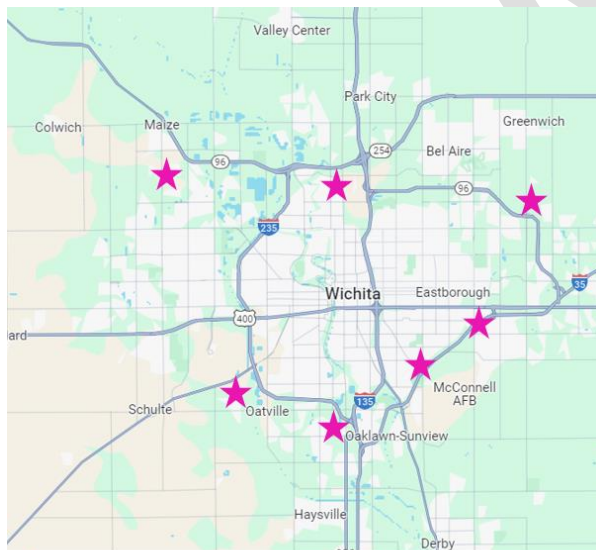 Valley Center
Park City
Colwich
Maize
Greenwich
254
Bel Aire
96
96
235
35
Wichita
Eastborough
400
ard
McConnell
AFB
135
Schulte
Oatville
Oaklawn-Sunview
Haysville
Derby